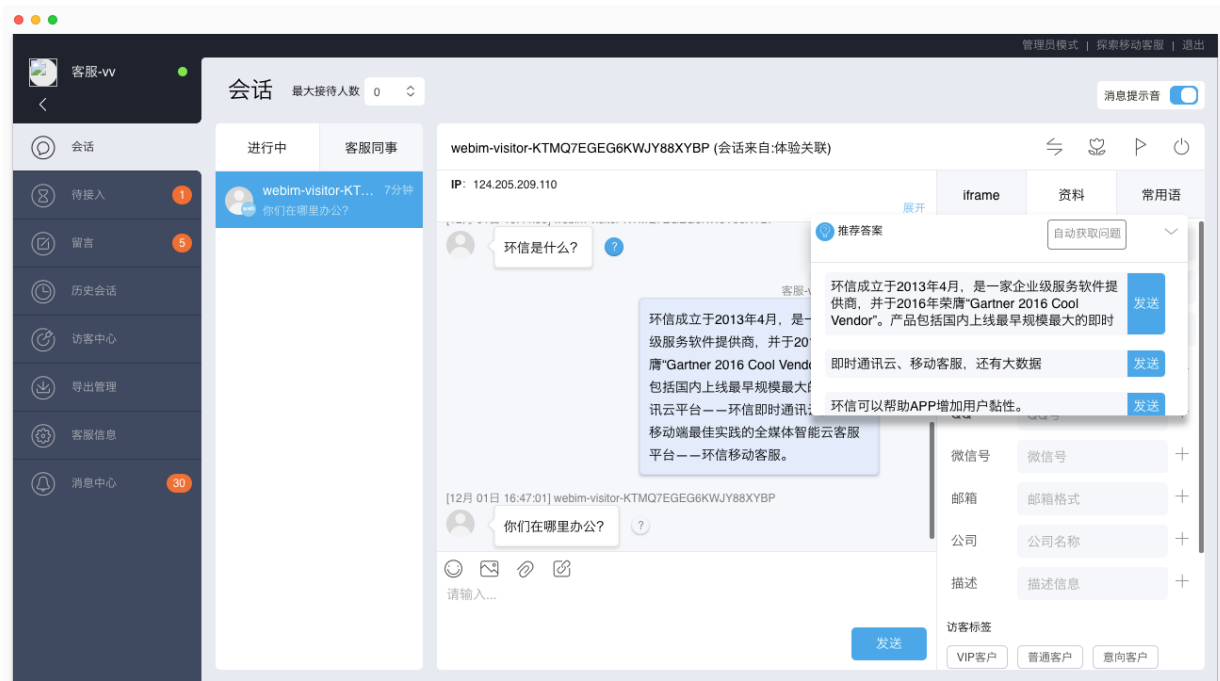 管理员模式 | 探索移动客服 | 退出
客服-vv
会话
最大接待人数 0
消息提示音
会话
待接入 1
留言 5
历史会话
访客中心
导出管理
客服信息
消息中心 30
进行中 客服同事
webim-visitor-KT... 7分钟
你们在哪里办公?
webim-visitor-KTMQ7EGEG6KWJY88XYBP (会话来自:体验关联)
IP: 124.205.209.110
展开
环信是什么? ?
客服-v
环信成立于2013年4月，是一
级服务软件提供商，并于20
膺“Gartner 2016 Cool Vend
包括国内上线最早规模最大
讯云平台——环信即时通讯
移动端最佳实践的全媒体智能云客服
平台——环信移动客服。
[12月 01日 16:47:01] webim-visitor-KTMQ7EGEG6KWJY88XYBP
你们在哪里办公? ?
请输入...
发送
iframe 资料 常用语
推荐答案 自动获取问题
环信成立于2013年4月，是一家企业级服务软件提
供商，并于2016年荣膺“Gartner 2016 Cool
Vendor”。产品包括国内上线最早规模最大的即时
发送
即时通讯云、移动客服，还有大数据 发送
环信可以帮助APP增加用户黏性。 发送
微信号 微信号
邮箱 邮箱格式
公司 公司名称
描述 描述信息
访客标签
VIP客户 普通客户 意向客户